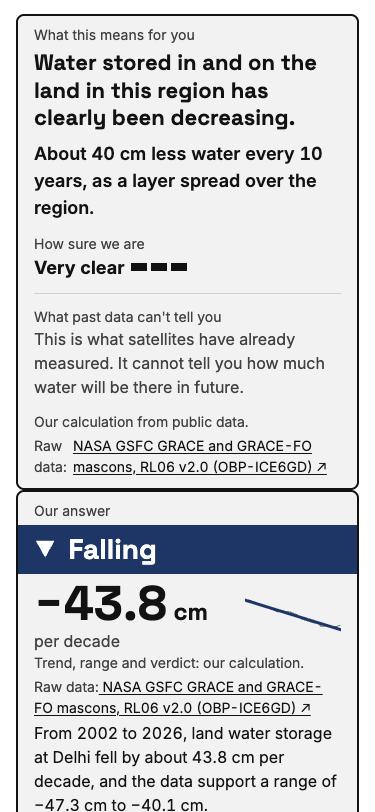 What this means for you
Water stored in and on the
land in this region has
clearly been decreasing.
About 40 cm less water every 10
years, as a layer spread over the
region.
How sure we are
Very clear
What past data can't tell you
This is what satellites have already
measured. It cannot tell you how much
water will be there in future.
Our calculation from public data.
Raw NASA GSFC GRACE and GRACE-FO
data: mascons, RL06 v2.0 (OBP-ICE6GD) ↗
Our answer
▼ Falling
−43.8 cm
per decade
Trend, range and verdict: our calculation.
Raw data: NASA GSFC GRACE and GRACE-
FO mascons, RL06 v2.0 (OBP-ICE6GD) ↗
From 2002 to 2026, land water storage
at Delhi fell by about 43.8 cm per
decade, and the data support a range of
−47.3 cm to −40.1 cm.